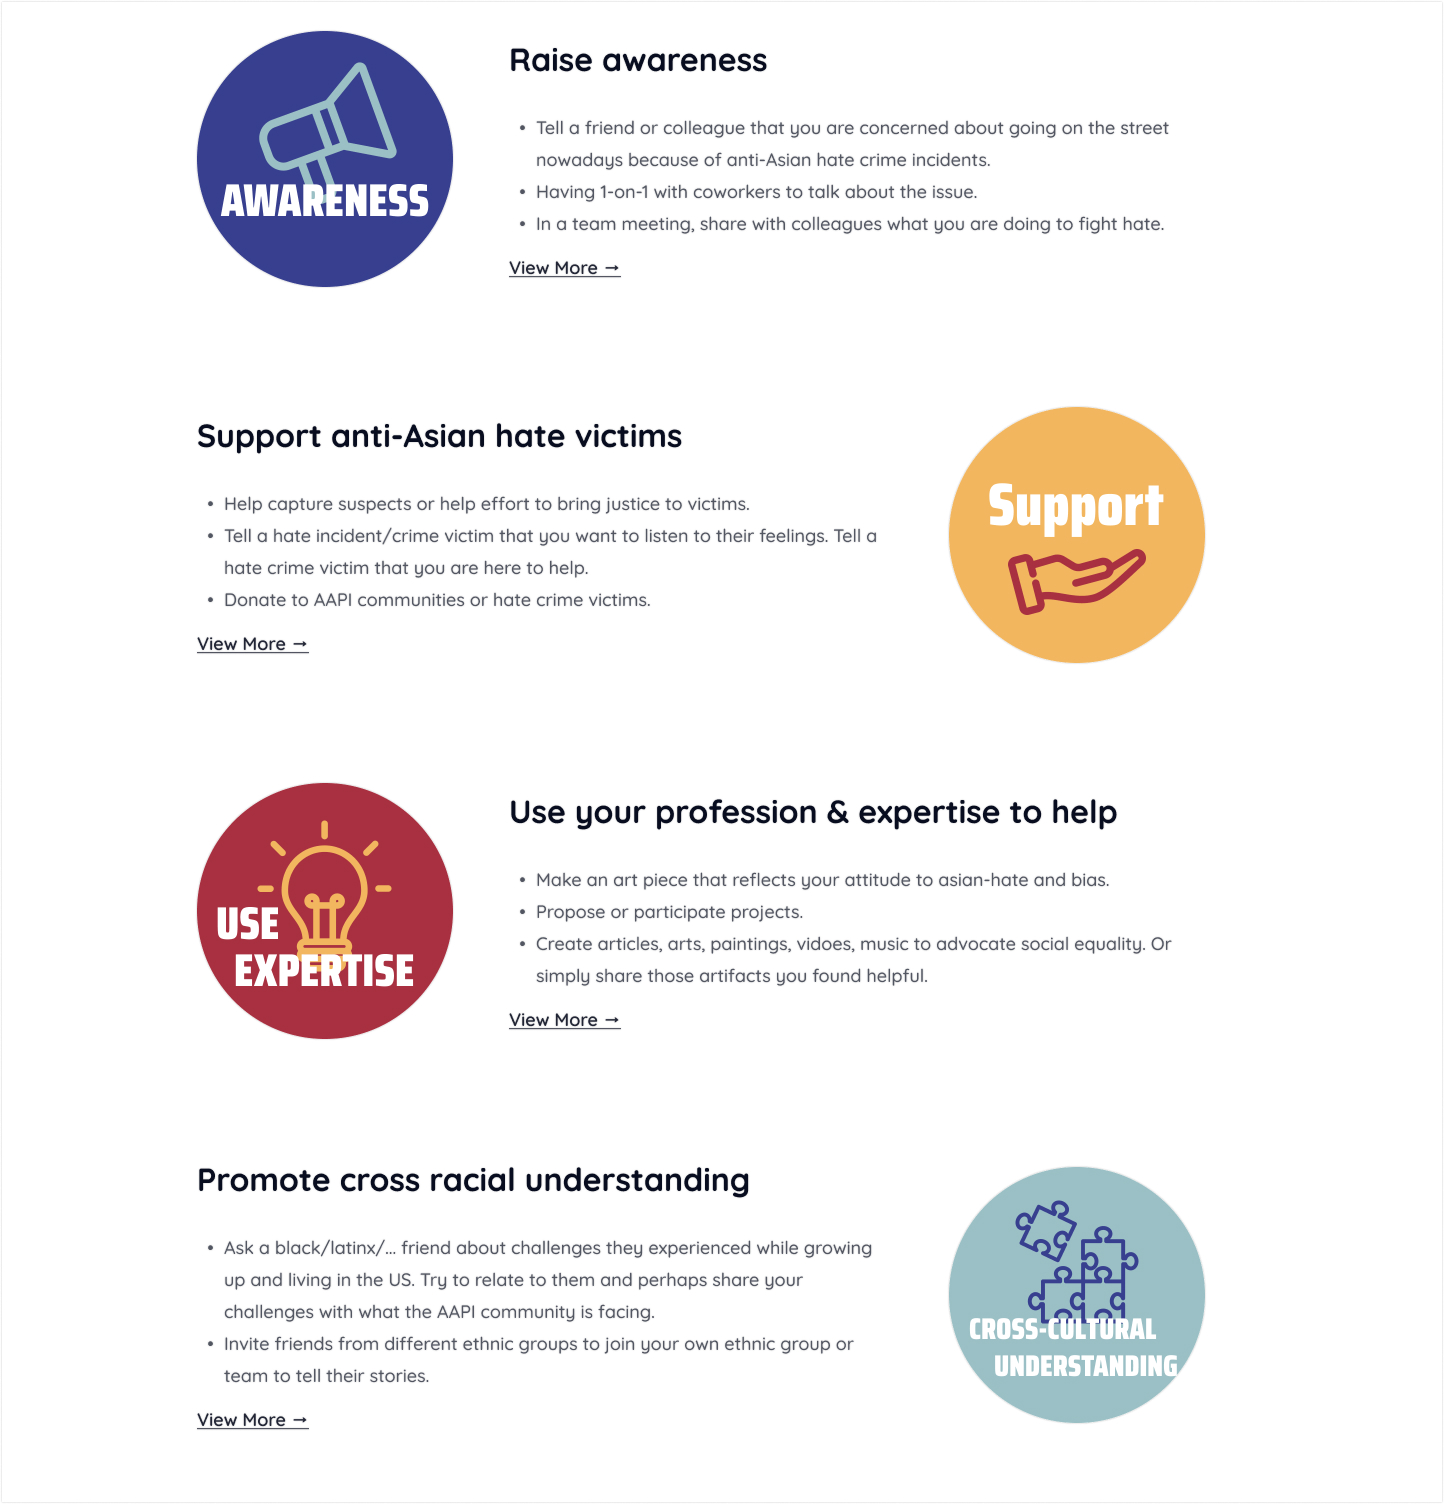 AWARENESS
Raise awareness
• Tell a friend or colleague that you are concerned about going on the street
nowadays because of anti-Asian hate crime incidents.
• Having 1-on-1 with coworkers to talk about the issue.
• In a team meeting, share with colleagues what you are doing to fight hate.
View More →
Support anti-Asian hate victims
• Help capture suspects or help effort to bring justice to victims.
• Tell a hate incident/crime victim that you want to listen to their feelings. Tell a
hate crime victim that you are here to help.
• Donate to AAPI communities or hate crime victims.
View More →
Support
USE
EXPERTISE
Use your profession & expertise to help
• Make an art piece that reflects your attitude to asian-hate and bias.
• Propose or participate projects.
• Create articles, arts, paintings, vidoes, music to advocate social equality. Or
simply share those artifacts you found helpful.
View More →
Promote cross racial understanding
• Ask a black/latinx/... friend about challenges they experienced while growing
up and living in the US. Try to relate to them and perhaps share your
challenges with what the AAPI community is facing.
• Invite friends from different ethnic groups to join your own ethnic group or
team to tell their stories.
View More →
CROSS-CULTURAL
UNDERSTANDING